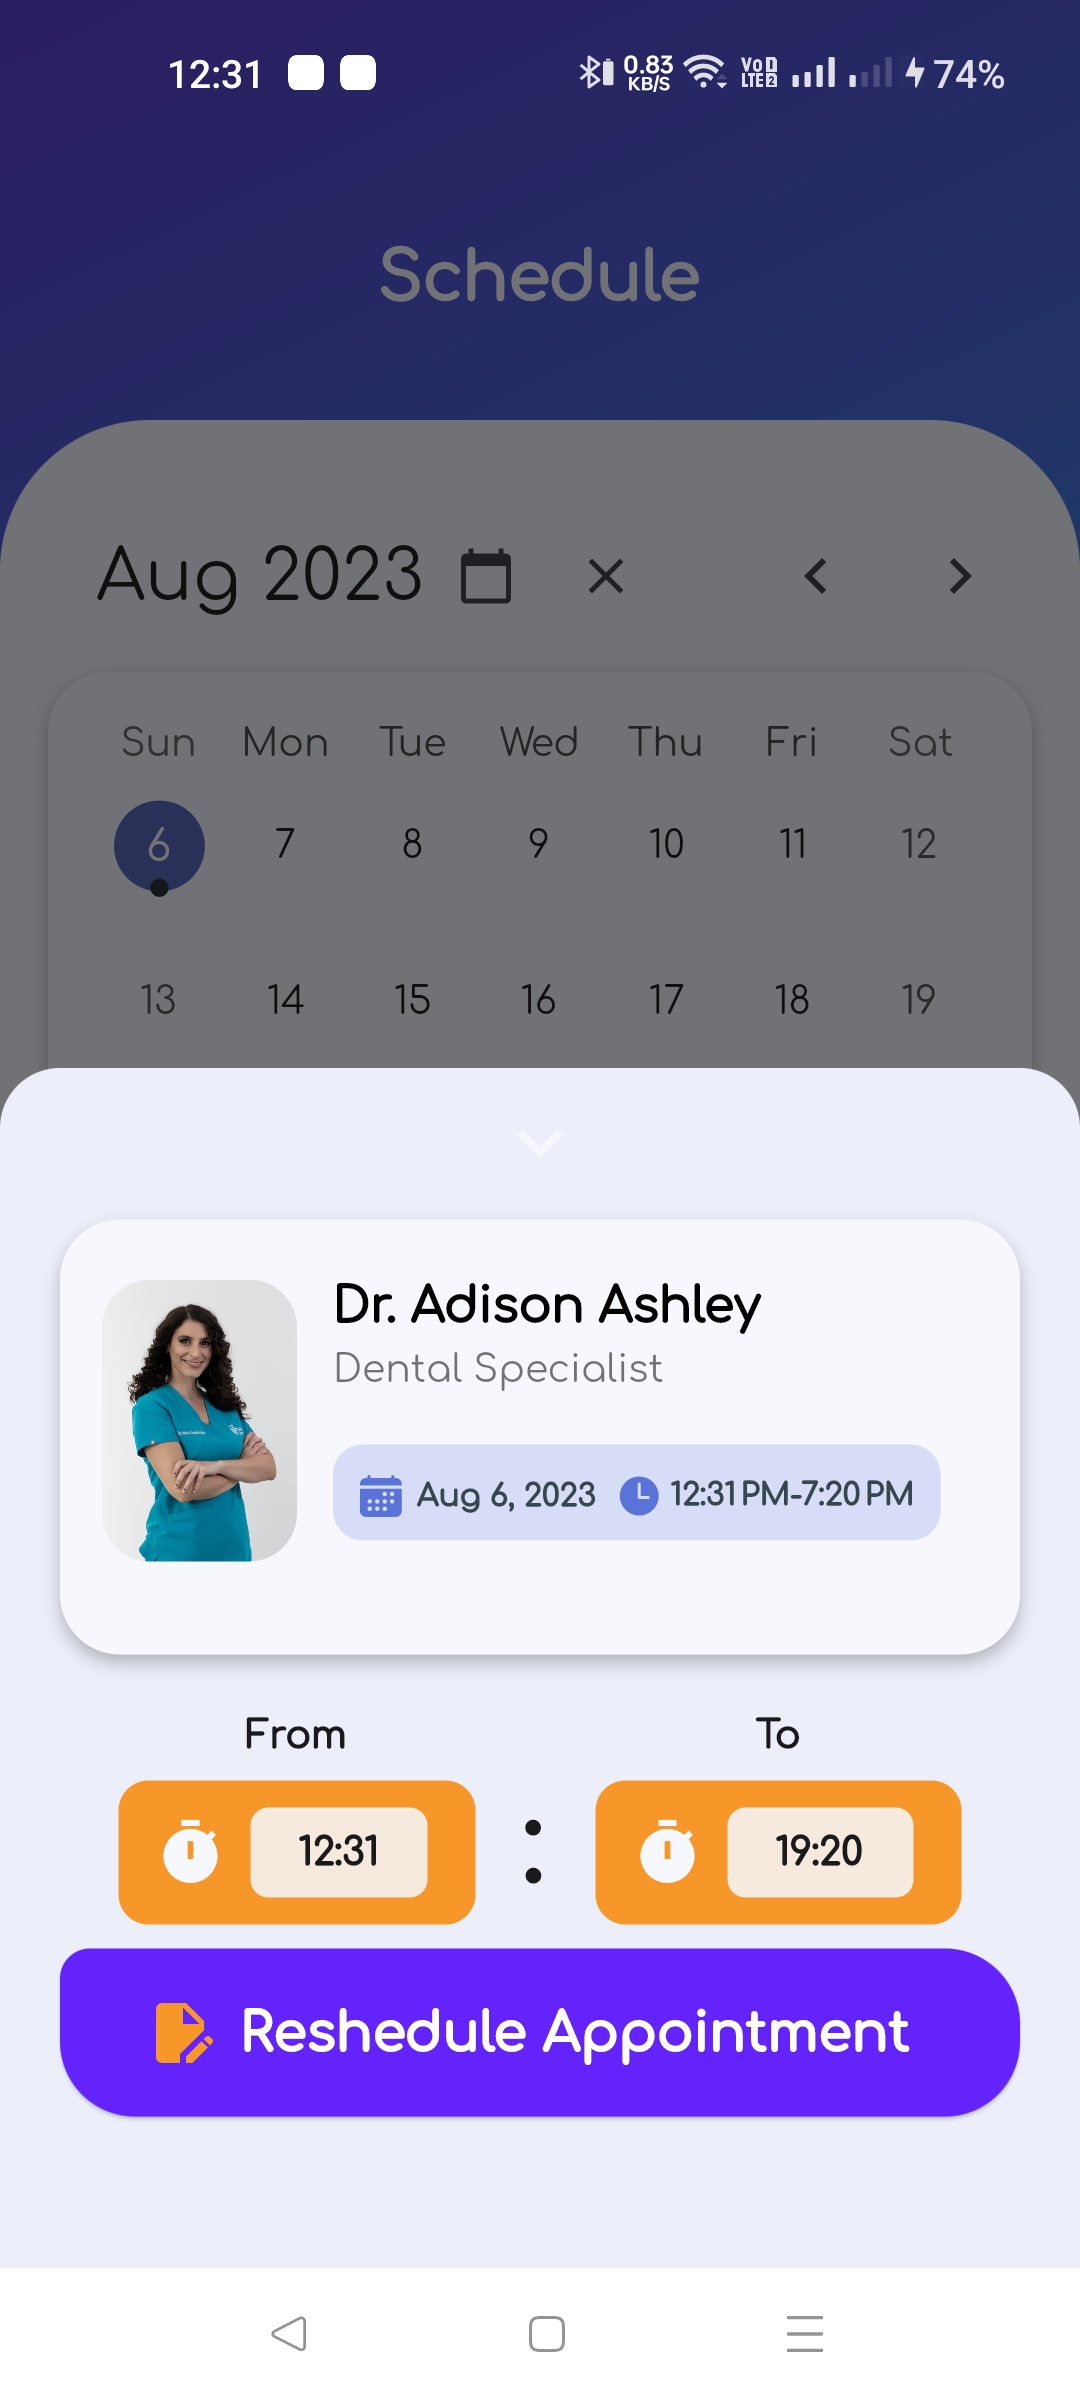 12:31 0.83 KB/S Vo1 LTE2 74%
Schedule
Aug 2023
Sun Mon Tue Wed Thu Fri Sat
6 7 8 9 10 11 12
13 14 15 16 17 18 19
Dr. Adison Ashley
Dental Specialist
Aug 6, 2023 12:31 PM-7:20 PM
From To
12:31 : 19:20
Reshedule Appointment